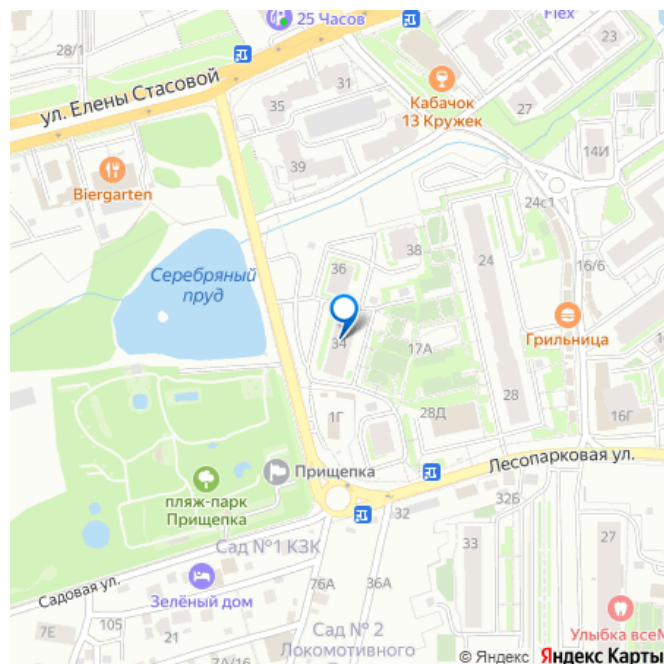 25 Часов
Flex
28/1
23
31
ул. Елены Стасовой
35
Кабачок
13 Кружек
27
14И
39
Biergarten
24с1
38
Серебряный
пруд
36
24
16/6
34
17А
Грильница
28
1Г
28Д
16Г
Лесопарковая ул.
Прищепка
пляж-парк
Прищепка
32Б
32
Сад №1 КЗК
33
27
Садовая ул.
76А
36А
Зелёный дом
105
7Е
21
Сад № 2
Локомотивного
Улыбка всеМ
7А/16
© Яндекс Яндекс Карты